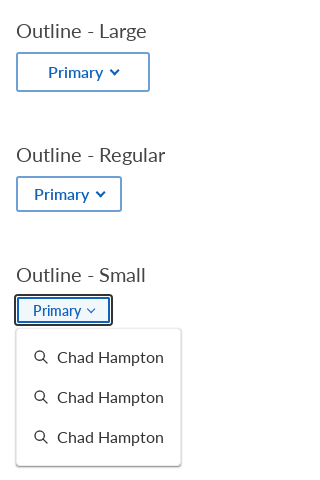 Outline - Large
Primary
Outline - Regular
Primary
Outline - Small
Primary
Chad Hampton
Chad Hampton
Chad Hampton